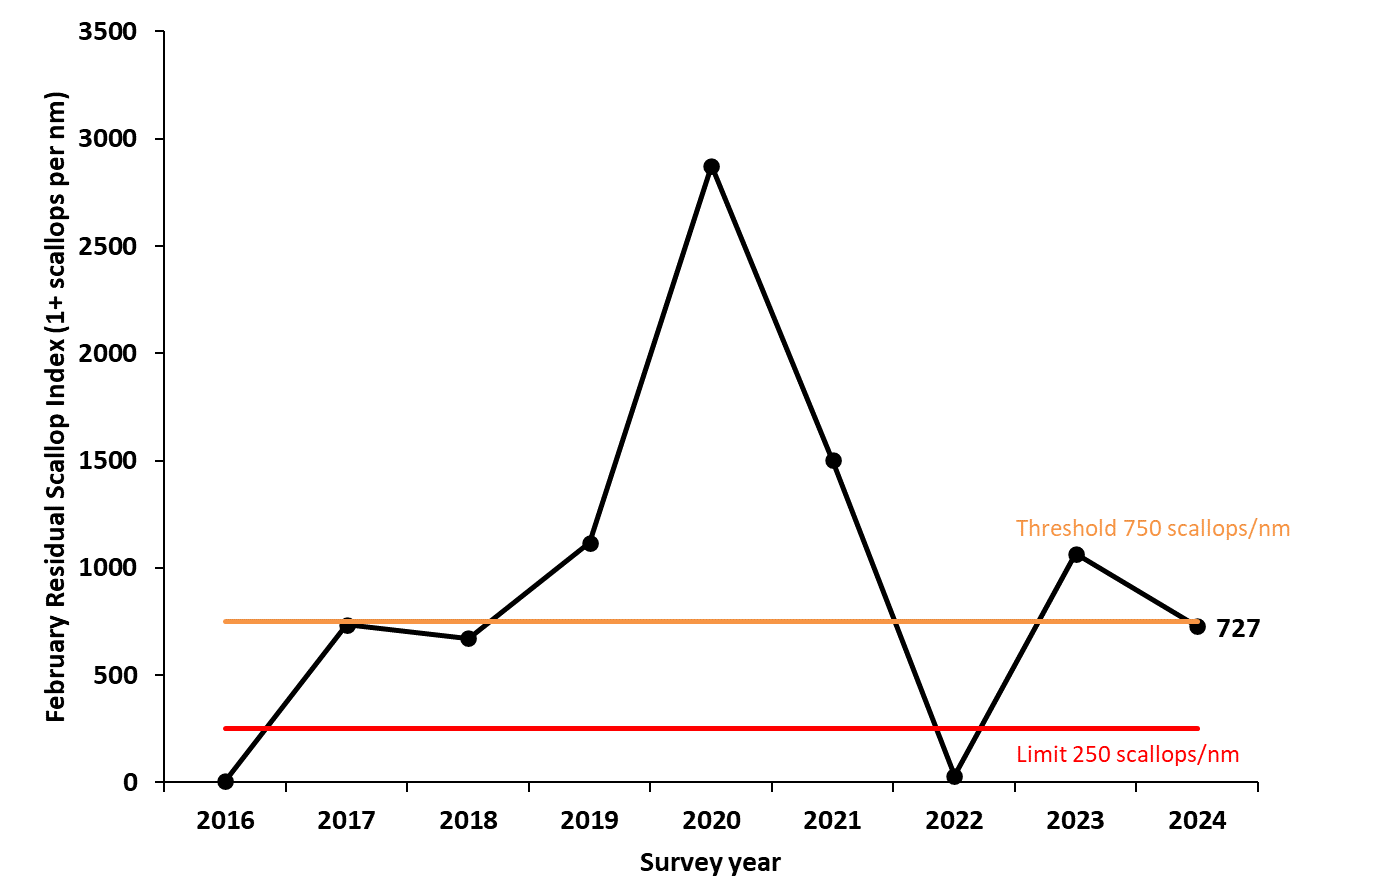 February Residual Scallop Index (1+ scallops per nm)
3500
3000
2500
2000
1500
1000
500
0
Threshold 750 scallops/nm
727
Limit 250 scallops/nm
2016 2017 2018 2019 2020 2021 2022 2023 2024
Survey year